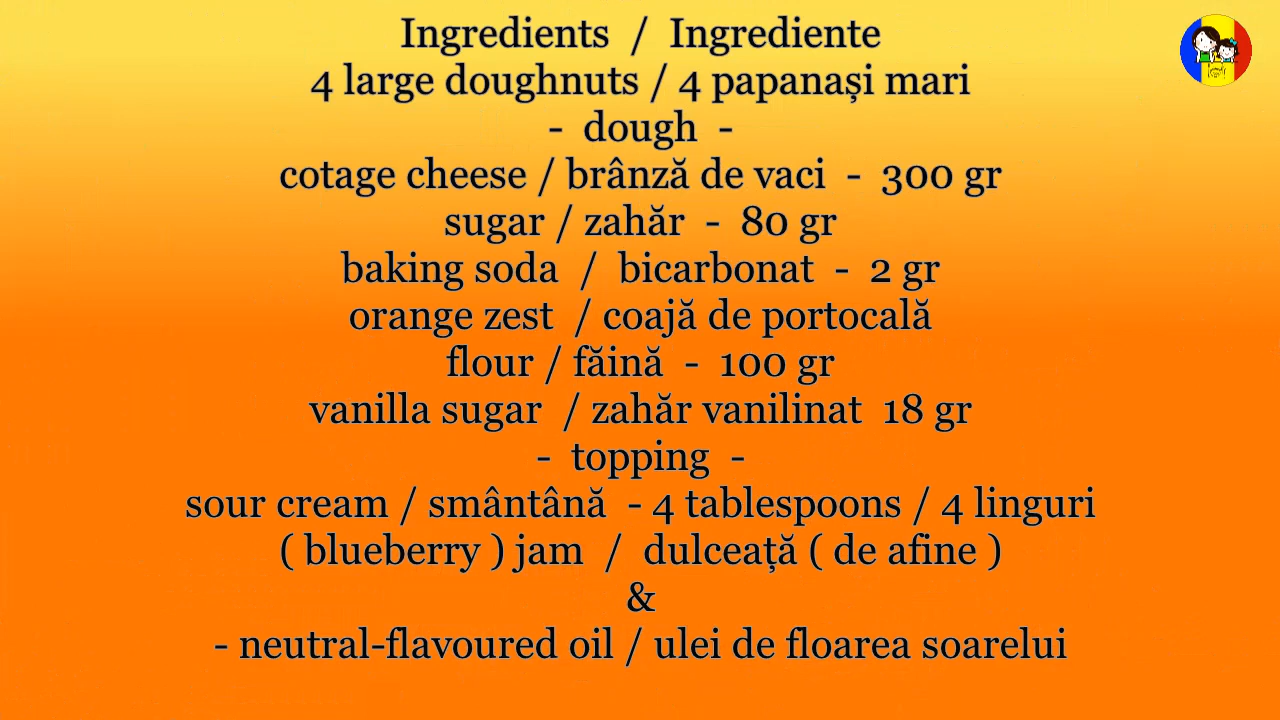 Ingredients / Ingrediente
4 large doughnuts / 4 papanași mari
- dough -
cotage cheese / brânză de vaci - 300 gr
sugar / zahăr - 80 gr
baking soda / bicarbonat - 2 gr
orange zest / coajă de portocală
flour / făină - 100 gr
vanilla sugar / zahăr vanilinat 18 gr
- topping -
sour cream / smântână - 4 tablespoons / 4 linguri
( blueberry ) jam / dulceață ( de afine )
&
- neutral-flavoured oil / ulei de floarea soarelui